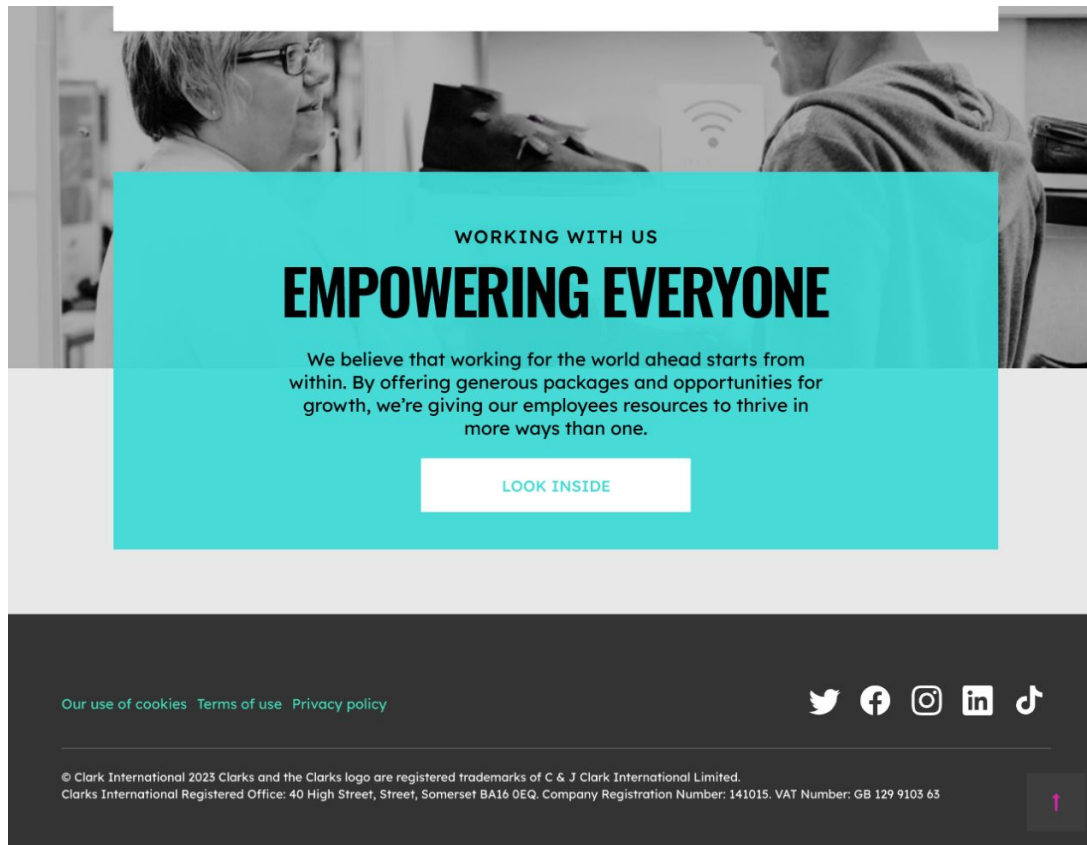 WORKING WITH US
EMPOWERING EVERYONE
We believe that working for the world ahead starts from
within. By offering generous packages and opportunities for
growth, we’re giving our employees resources to thrive in
more ways than one.
LOOK INSIDE
Our use of cookies Terms of use Privacy policy
© Clark International 2023 Clarks and the Clarks logo are registered trademarks of C & J Clark International Limited.
Clarks International Registered Office: 40 High Street, Street, Somerset BA16 0EQ. Company Registration Number: 141015. VAT Number: GB 129 9103 63